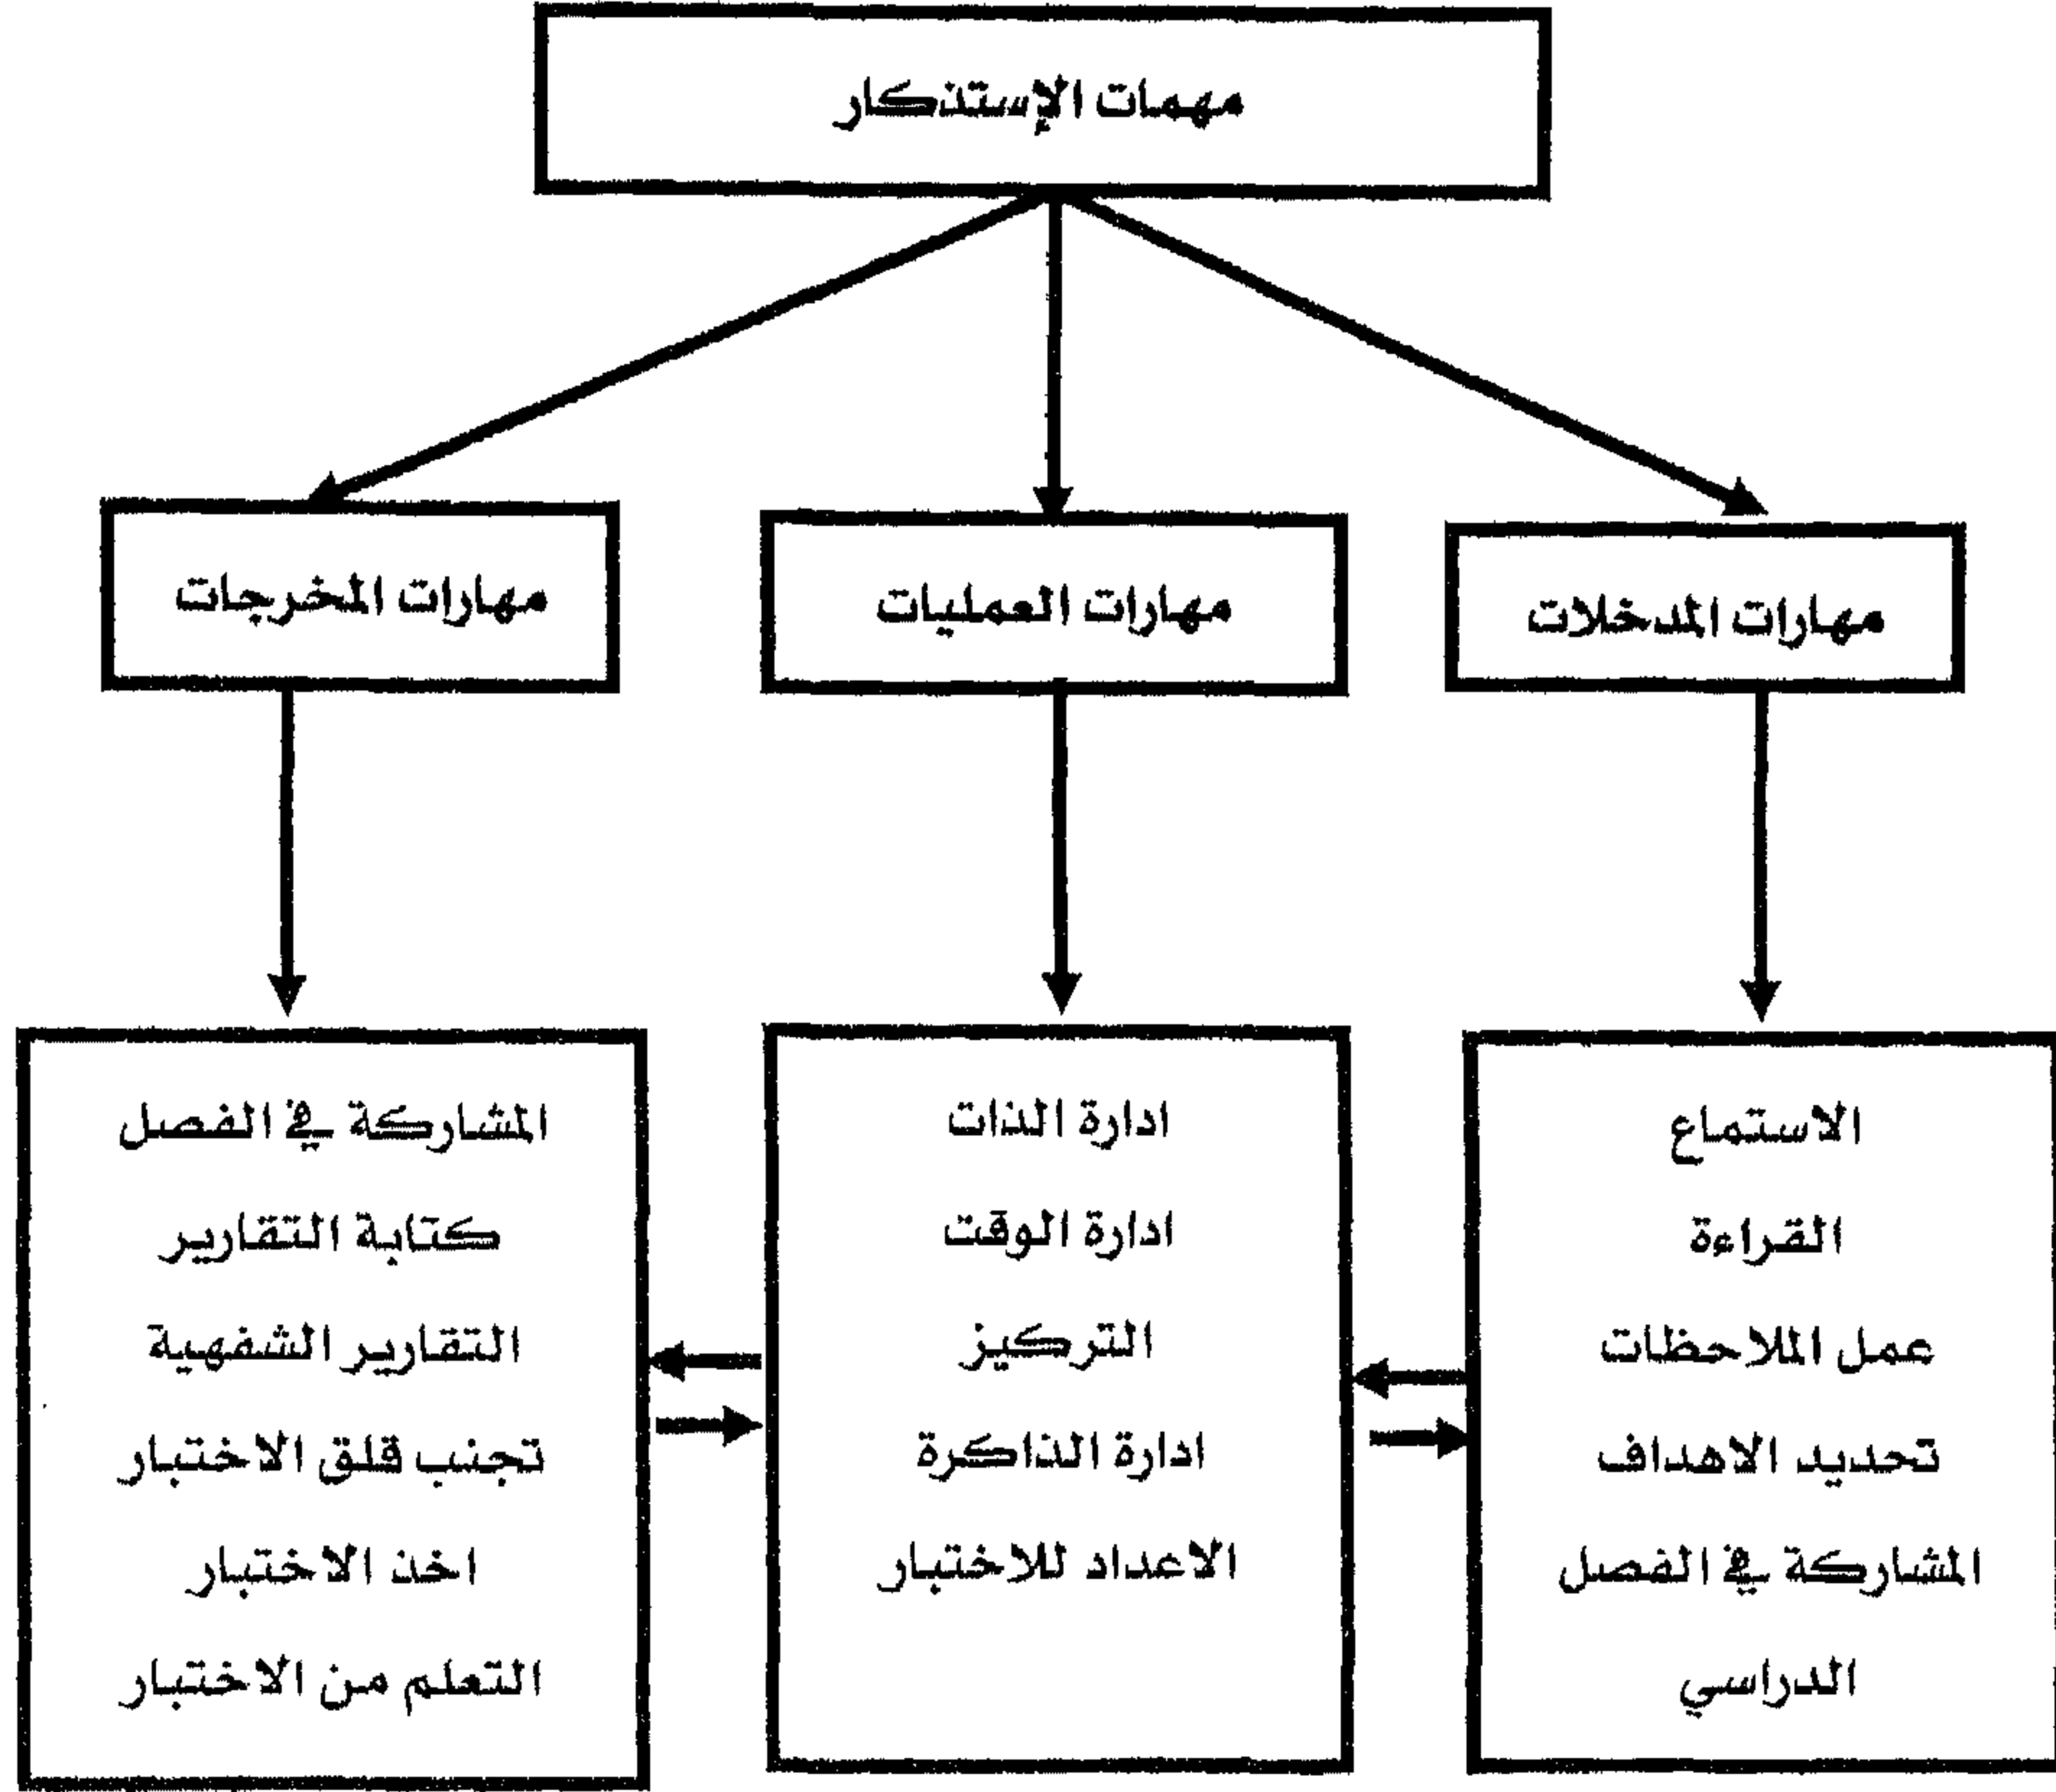 مهمات الإستذكار
مهارات المدخلات
مهارات العمليات
مهارات المخرجات
الاستماع
القراءة
عمل الملاحظات
تحديد الاهداف
المشاركة في الفصل
الدراسي
ادارة الذات
ادارة الوقت
التركيز
ادارة الذاكرة
الاعداد للاختبار
المشاركة في الفصل
كتابة التقارير
التقارير الشفهية
تجنب قلق الاختبار
اخذ الاختبار
التعلم من الاختبار